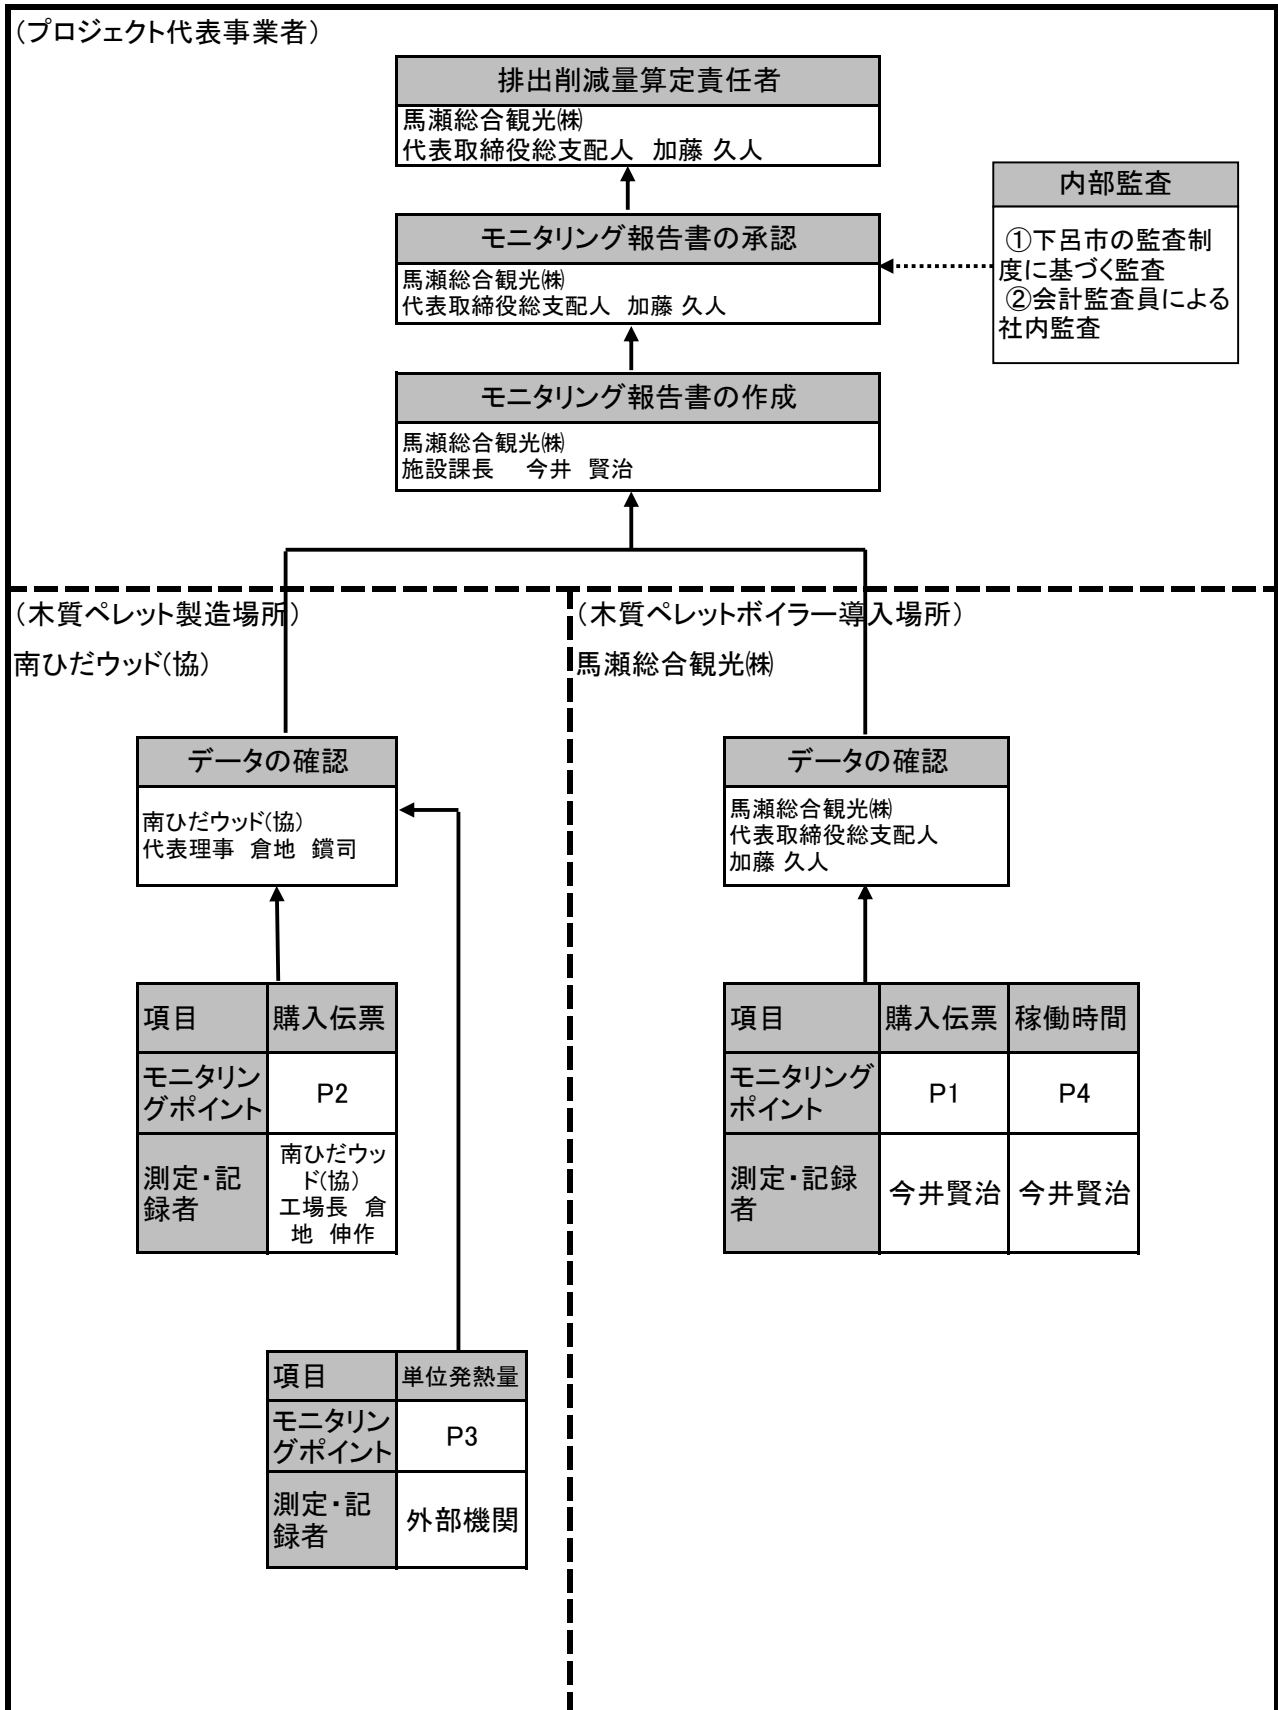 （プロジェクト代表事業者）
排出削減量算定責任者
馬瀬総合観光㈱
代表取締役総支配人　加藤 久人
モニタリング報告書の承認
馬瀬総合観光㈱
代表取締役総支配人　加藤 久人
内部監査
①下呂市の監査制
度に基づく監査
②会計監査員による
社内監査
モニタリング報告書の作成
馬瀬総合観光㈱
施設課長　今井　賢治
（木質ペレット製造場所）
南ひだウッド(協)
データの確認
南ひだウッド(協)
代表理事　倉地　鑚司
項目
購入伝票
モニタリン
グポイント
P2
測定・記
録者
南ひだウッ
ド(協)
工場長　倉
地　伸作
項目
単位発熱量
モニタリン
グポイント
P3
測定・記
録者
外部機関
（木質ペレットボイラー導入場所）
馬瀬総合観光㈱
データの確認
馬瀬総合観光㈱
代表取締役総支配人
加藤 久人
項目
購入伝票
稼働時間
モニタリング
ポイント
P1
P4
測定・記録
者
今井賢治
今井賢治